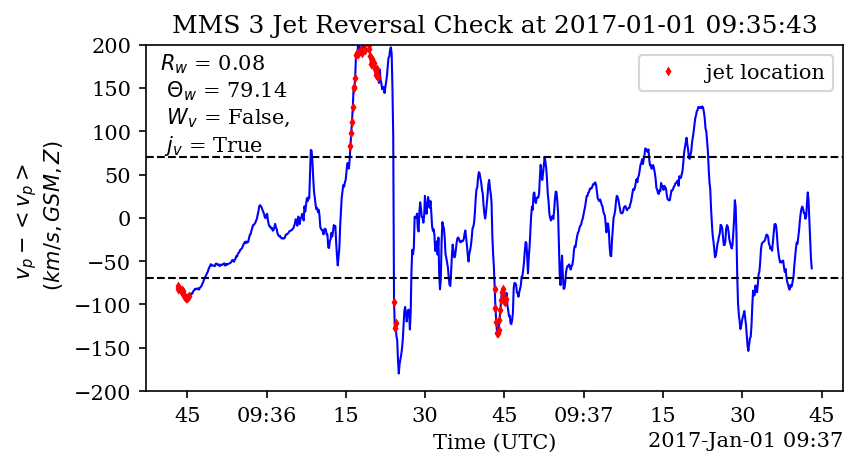 MMS 3 Jet Reversal Check at 2017-01-01 09:35:43
R_w = 0.08
Θ_w = 79.14
W_v = False,
j_v = True
jet location
v_p − < v_p >
(km/s, GSM, Z)
200
150
100
50
0
−50
−100
−150
−200
45 09:36 15 30 45 09:37 15 30 45
Time (UTC)
2017-Jan-01 09:37